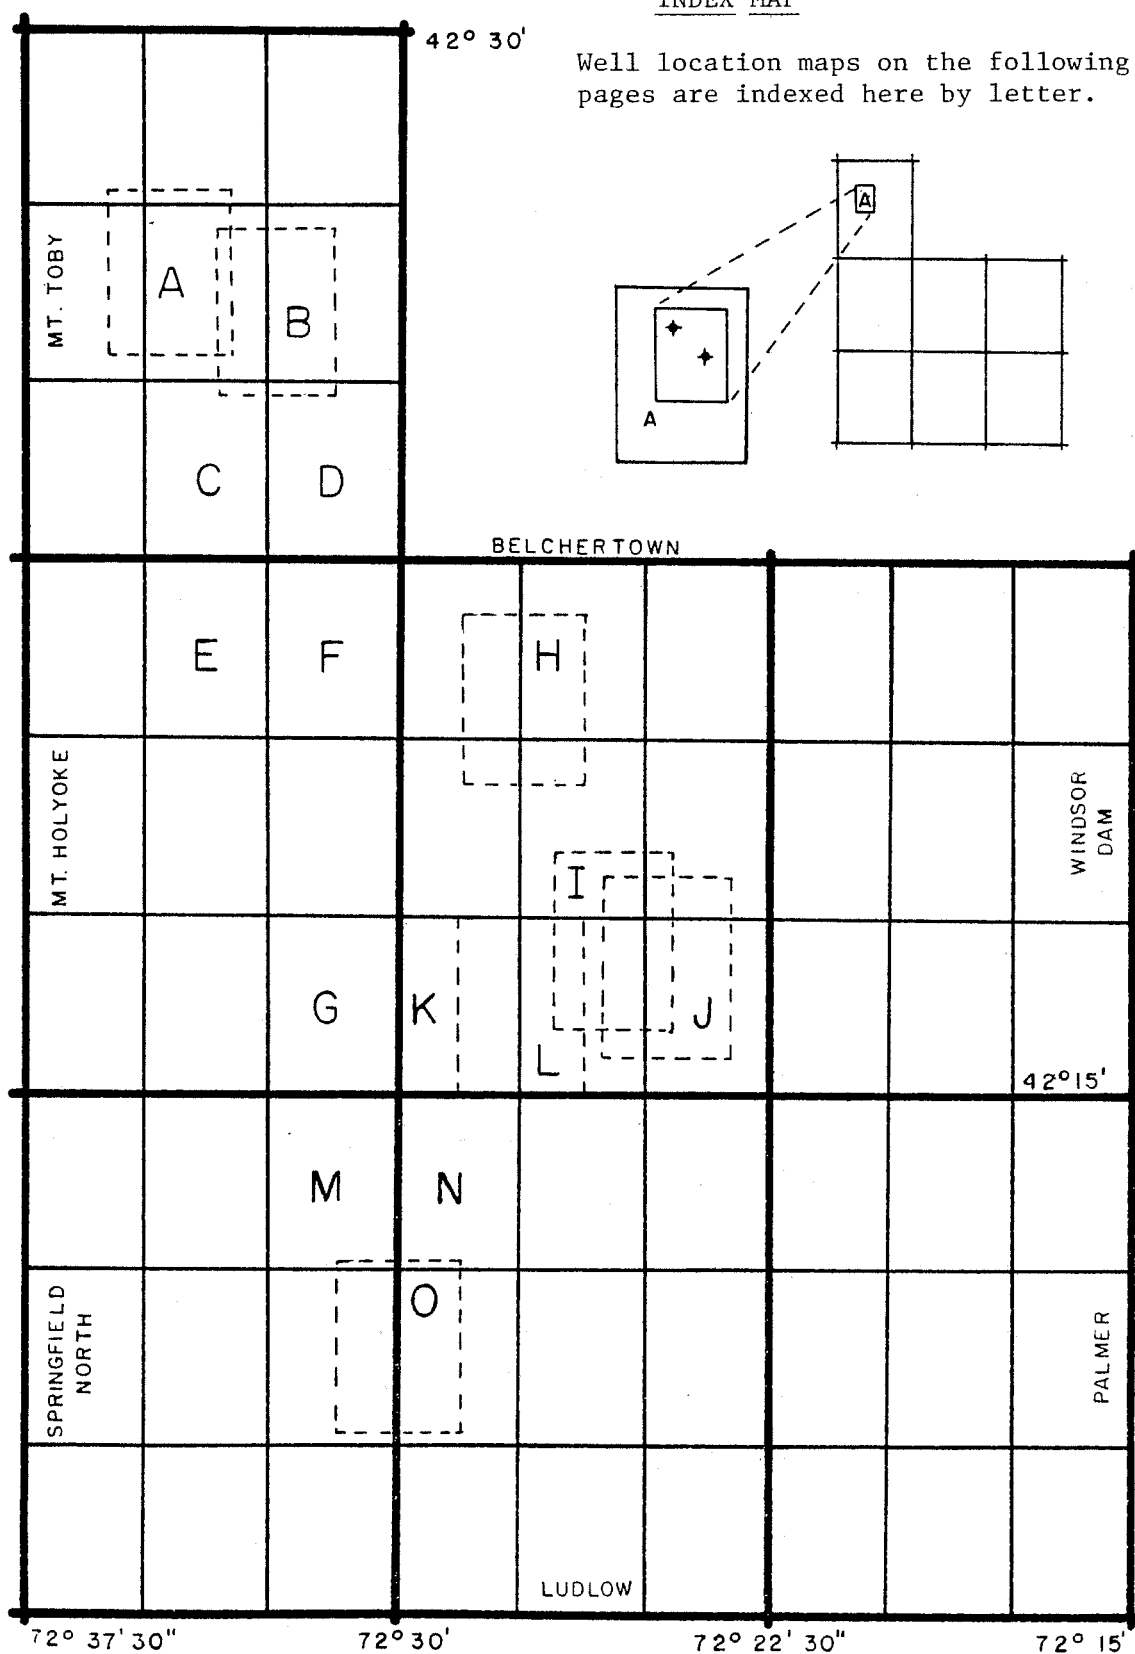 INDEX MAP
42° 30'
Well location maps on the following
pages are indexed here by letter.
A
A
MT. TOBY
A
B
C
D
BELCHERTOWN
E
F
H
MT. HOLYOKE
WINDSOR
DAM
I
G
K
J
L
42°15'
M
N
O
SPRINGFIELD
NORTH
PALMER
LUDLOW
72° 37' 30"
72° 30'
72° 22' 30"
72° 15'